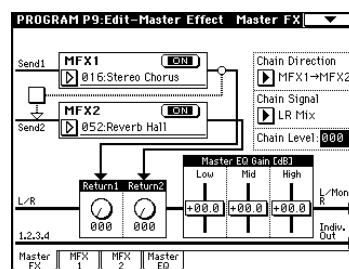 PROGRAM P9:Edit-Master Effect Master FX
Send1
MFX1 ON
016:Stereo Chorus
Send2
MFX2 ON
052:Reverb Hall
Chain Direction
MFX1→MFX2
Chain Signal
LR Mix
Chain Level: 000
Return1 Return2
000 000
Master EQ Gain [dB]
Low Mid High
+00.0 +00.0 +00.0
L/R
L/Mon
R
1,2,3,4
Indiv.
Out
Master FX
MFX 1
MFX 2
Master EQ